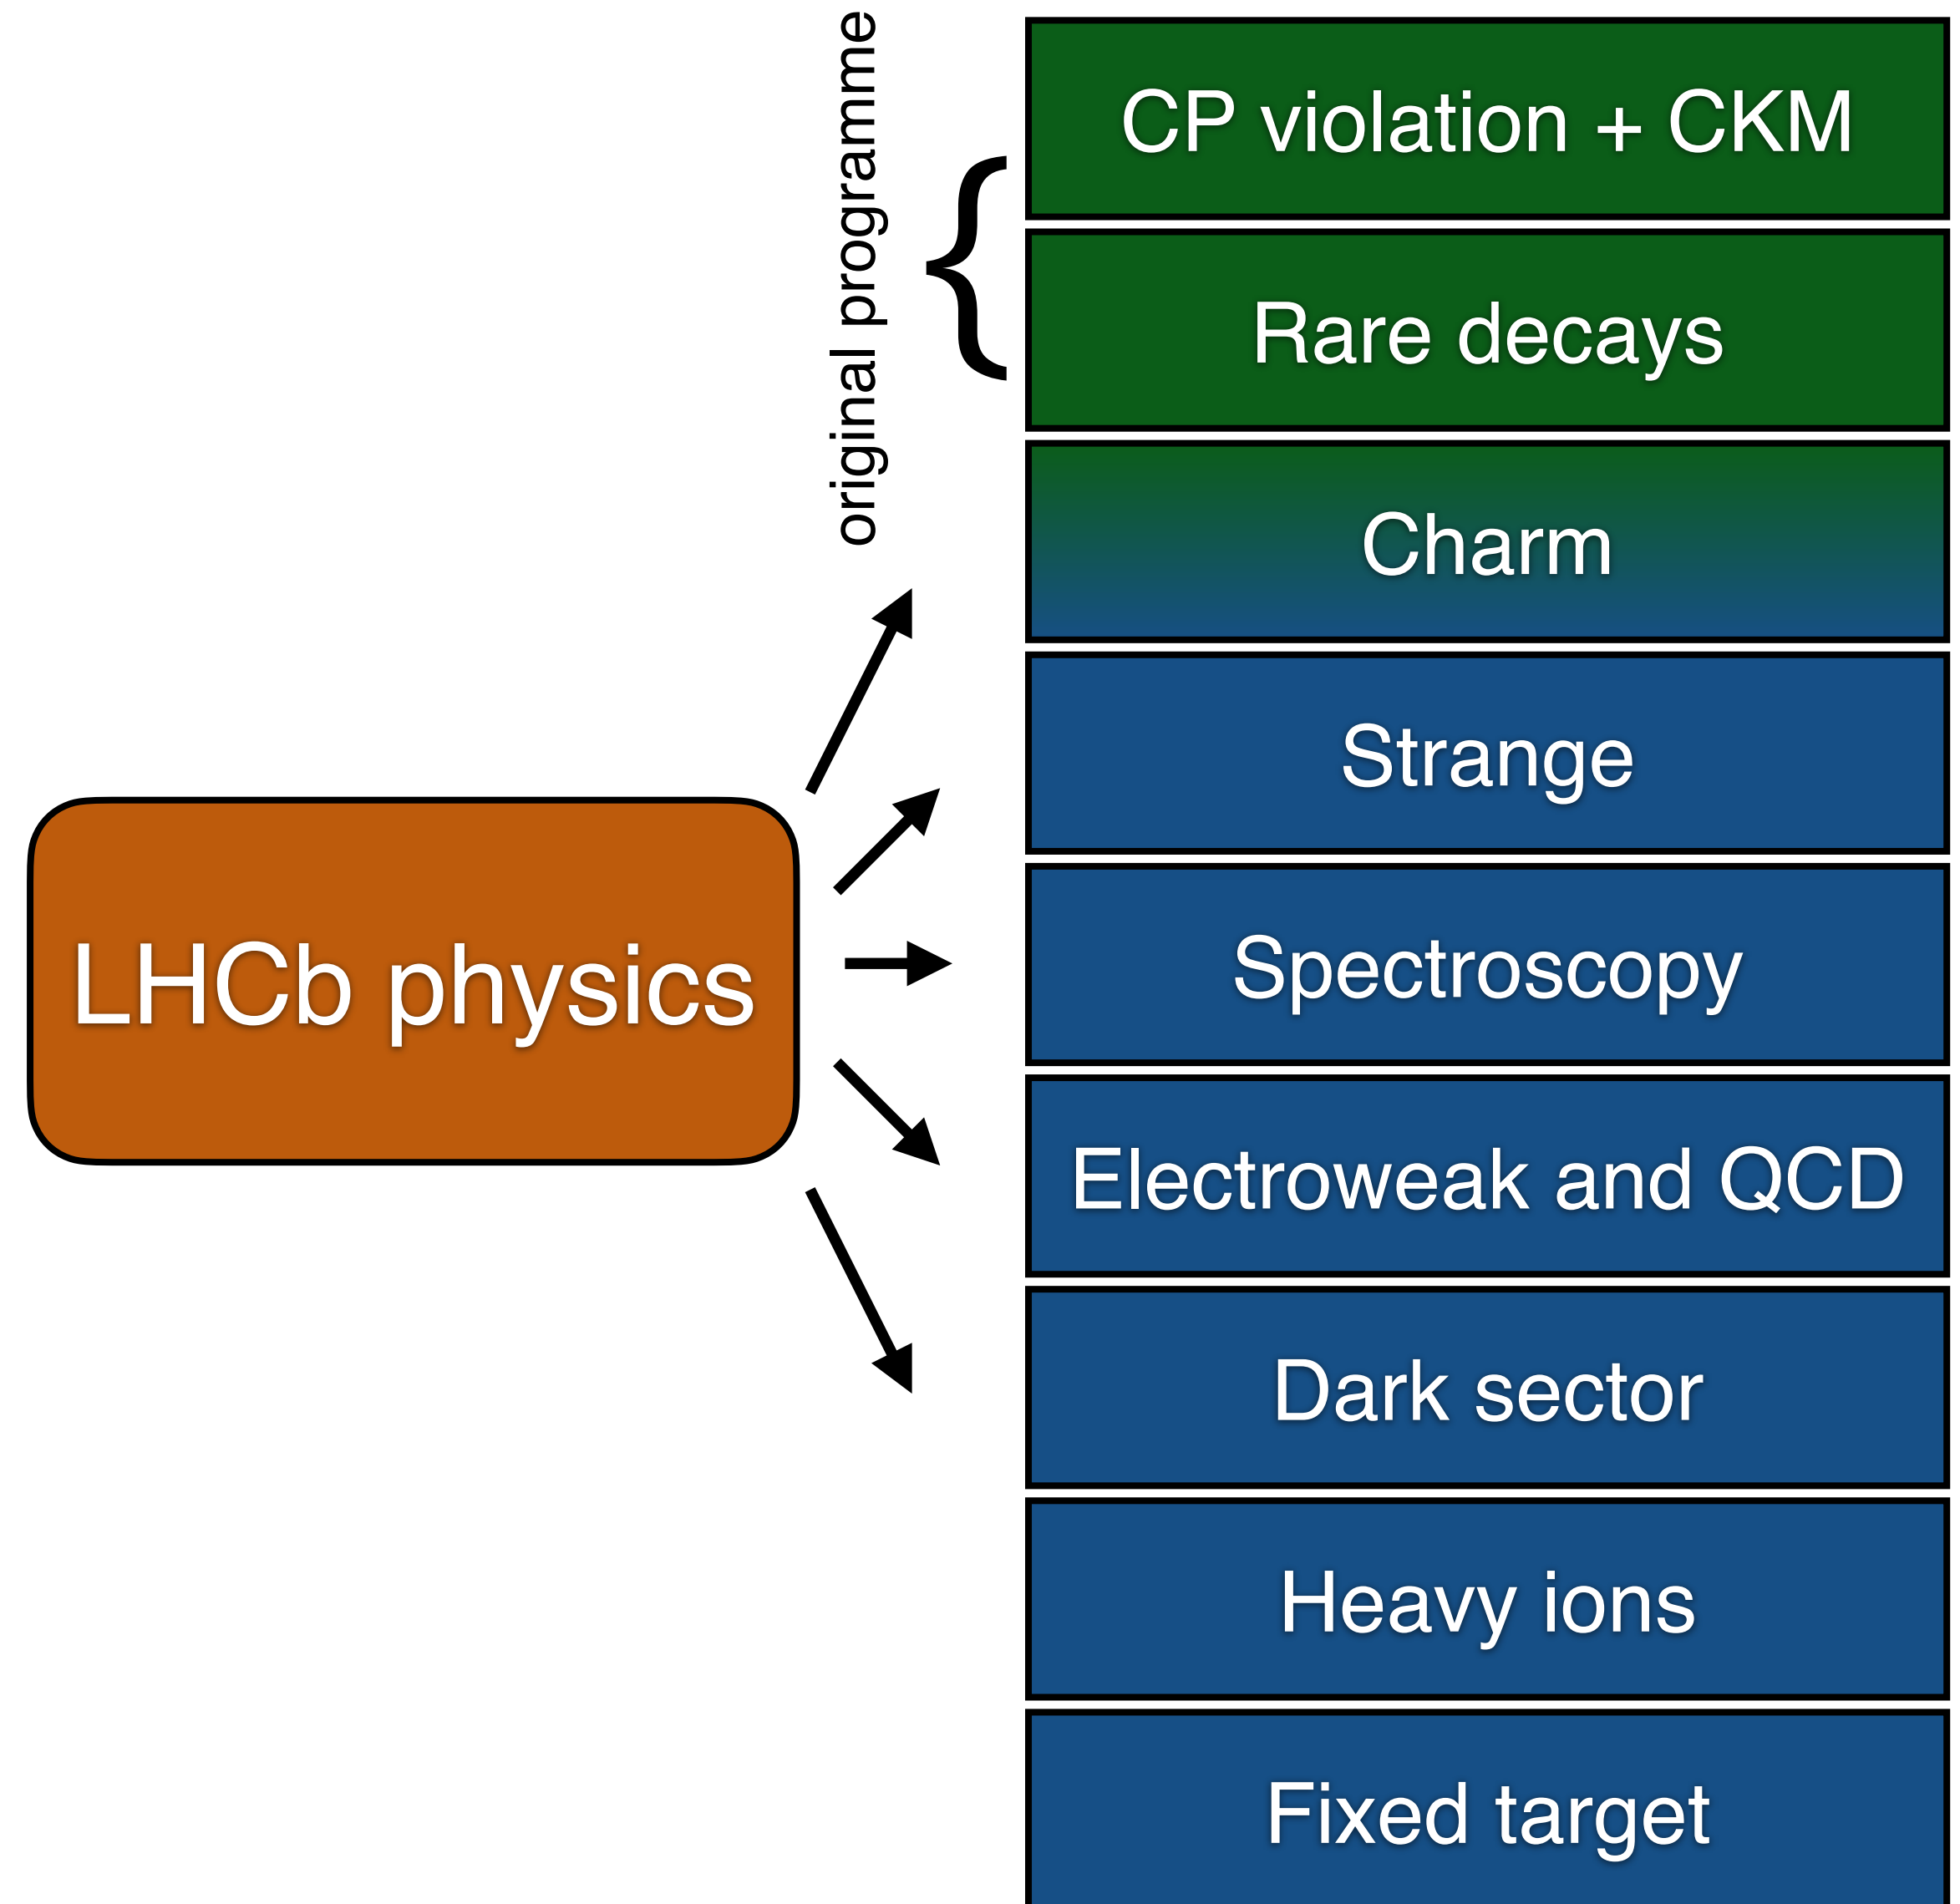 original programme
CP violation + CKM
Rare decays
Charm
Strange
LHCb physics
Spectroscopy
Electroweak and QCD
Dark sector
Heavy ions
Fixed target